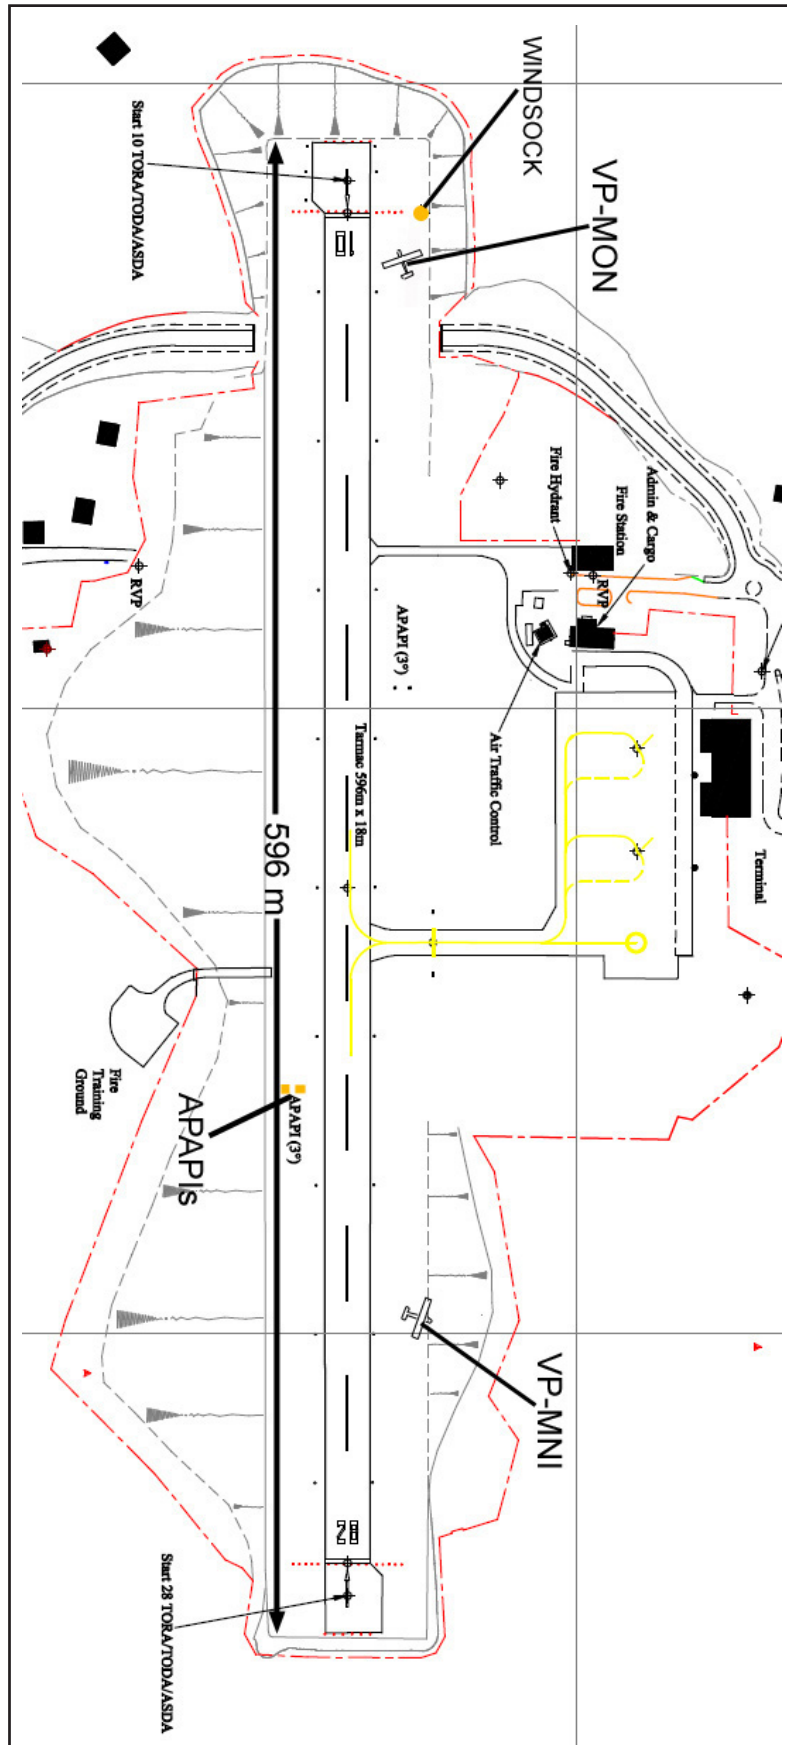 WINDSOCK
Start 10 TORA/TODA/ASDA
VP-MON
10
Fire Hydrant
Admin & Cargo
Fire Station
RVP
RVP
APAPI (3°)
Air Traffic Control
Tarmac 596m x 18m
596 m
Terminal
Fire
Training
Ground
APAPIs
APAPI (3°)
VP-MNI
28
Start 28 TORA/TODA/ASDA